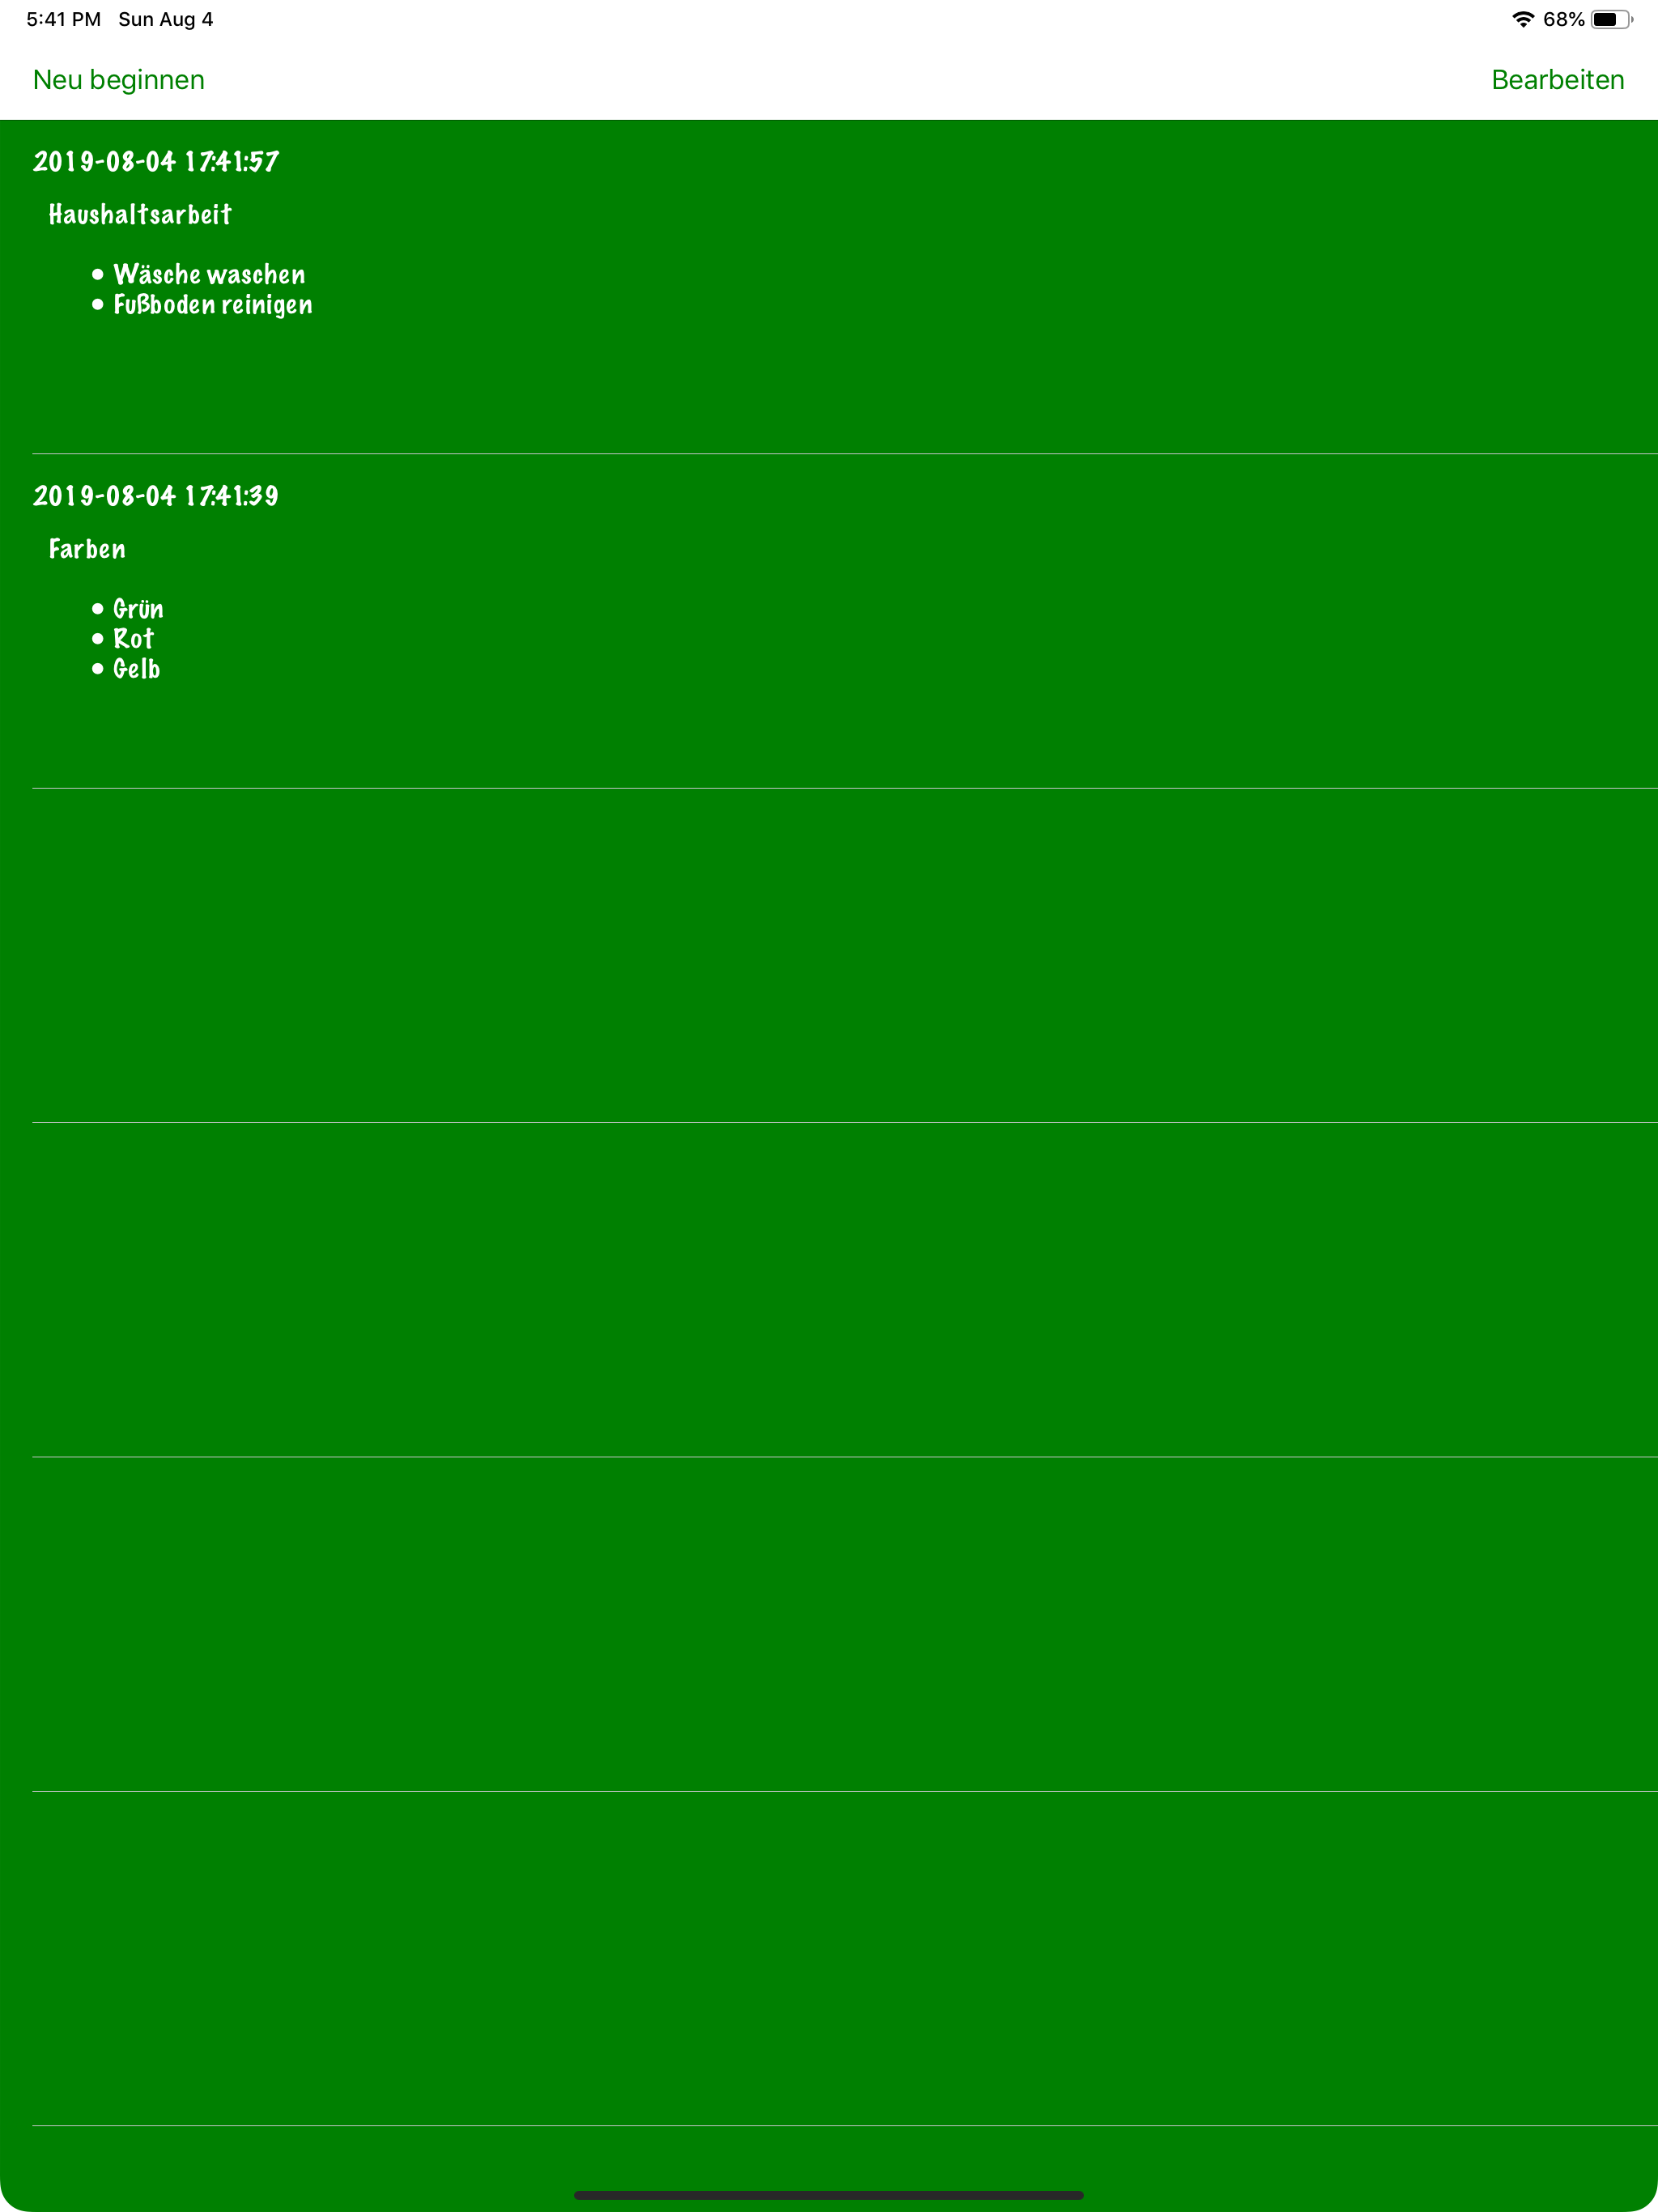 5:41 PM Sun Aug 4 68%
Neu beginnen Bearbeiten
2019-08-04 17:41:57
Haushaltsarbeit
• Wäsche waschen
• Fußboden reinigen
2019-08-04 17:41:39
Farben
• Grün
• Rot
• Gelb